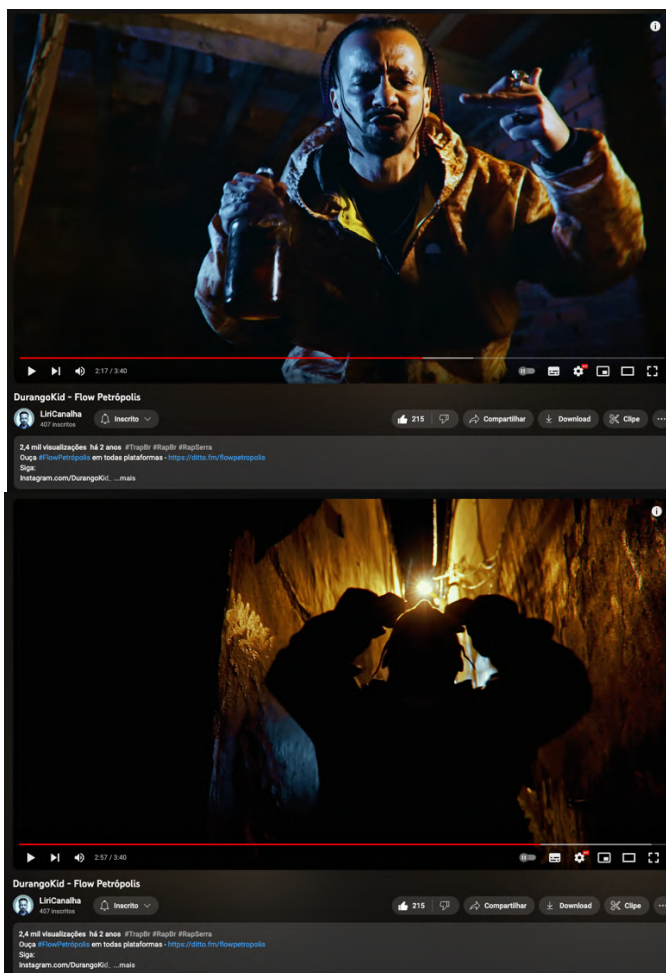 2:17 / 3:40
DurangoKid - Flow Petrópolis
LiriCanalha
407 inscritos
Inscrito
215
Compartilhar
Download
Clipe
2,4 mil visualizações há 2 anos #TrapBr #RapBr #RapSerra
Ouça #FlowPetrópolis em todas plataformas - https://ditto.fm/flowpetropolis
Siga:
Instagram.com/DurangoKid_ ...mais
2:57 / 3:40
DurangoKid - Flow Petrópolis
LiriCanalha
407 inscritos
Inscrito
215
Compartilhar
Download
Clipe
2,4 mil visualizações há 2 anos #TrapBr #RapBr #RapSerra
Ouça #FlowPetrópolis em todas plataformas - https://ditto.fm/flowpetropolis
Siga:
Instagram.com/DurangoKid_ ...mais